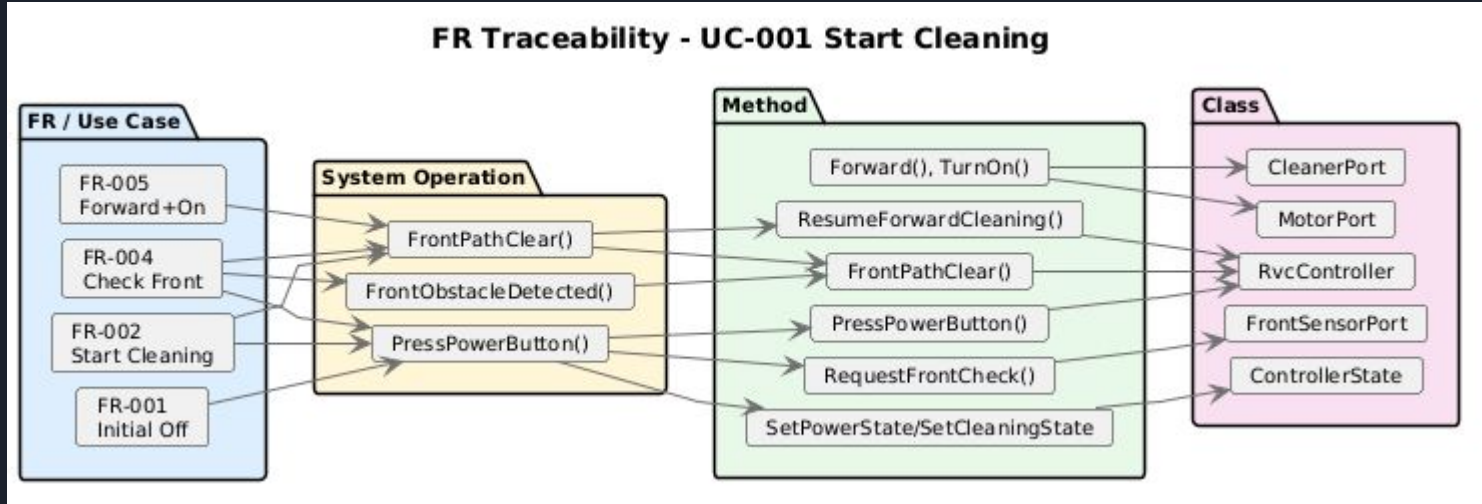 FR Traceability - UC-001 Start Cleaning
FR / Use Case
FR-005
Forward+On
FR-004
Check Front
FR-002
Start Cleaning
FR-001
Initial Off
System Operation
FrontPathClear()
FrontObstacleDetected()
PressPowerButton()
Method
Forward(), TurnOn()
ResumeForwardCleaning()
FrontPathClear()
PressPowerButton()
RequestFrontCheck()
SetPowerState/SetCleaningState
Class
CleanerPort
MotorPort
RvcController
FrontSensorPort
ControllerState